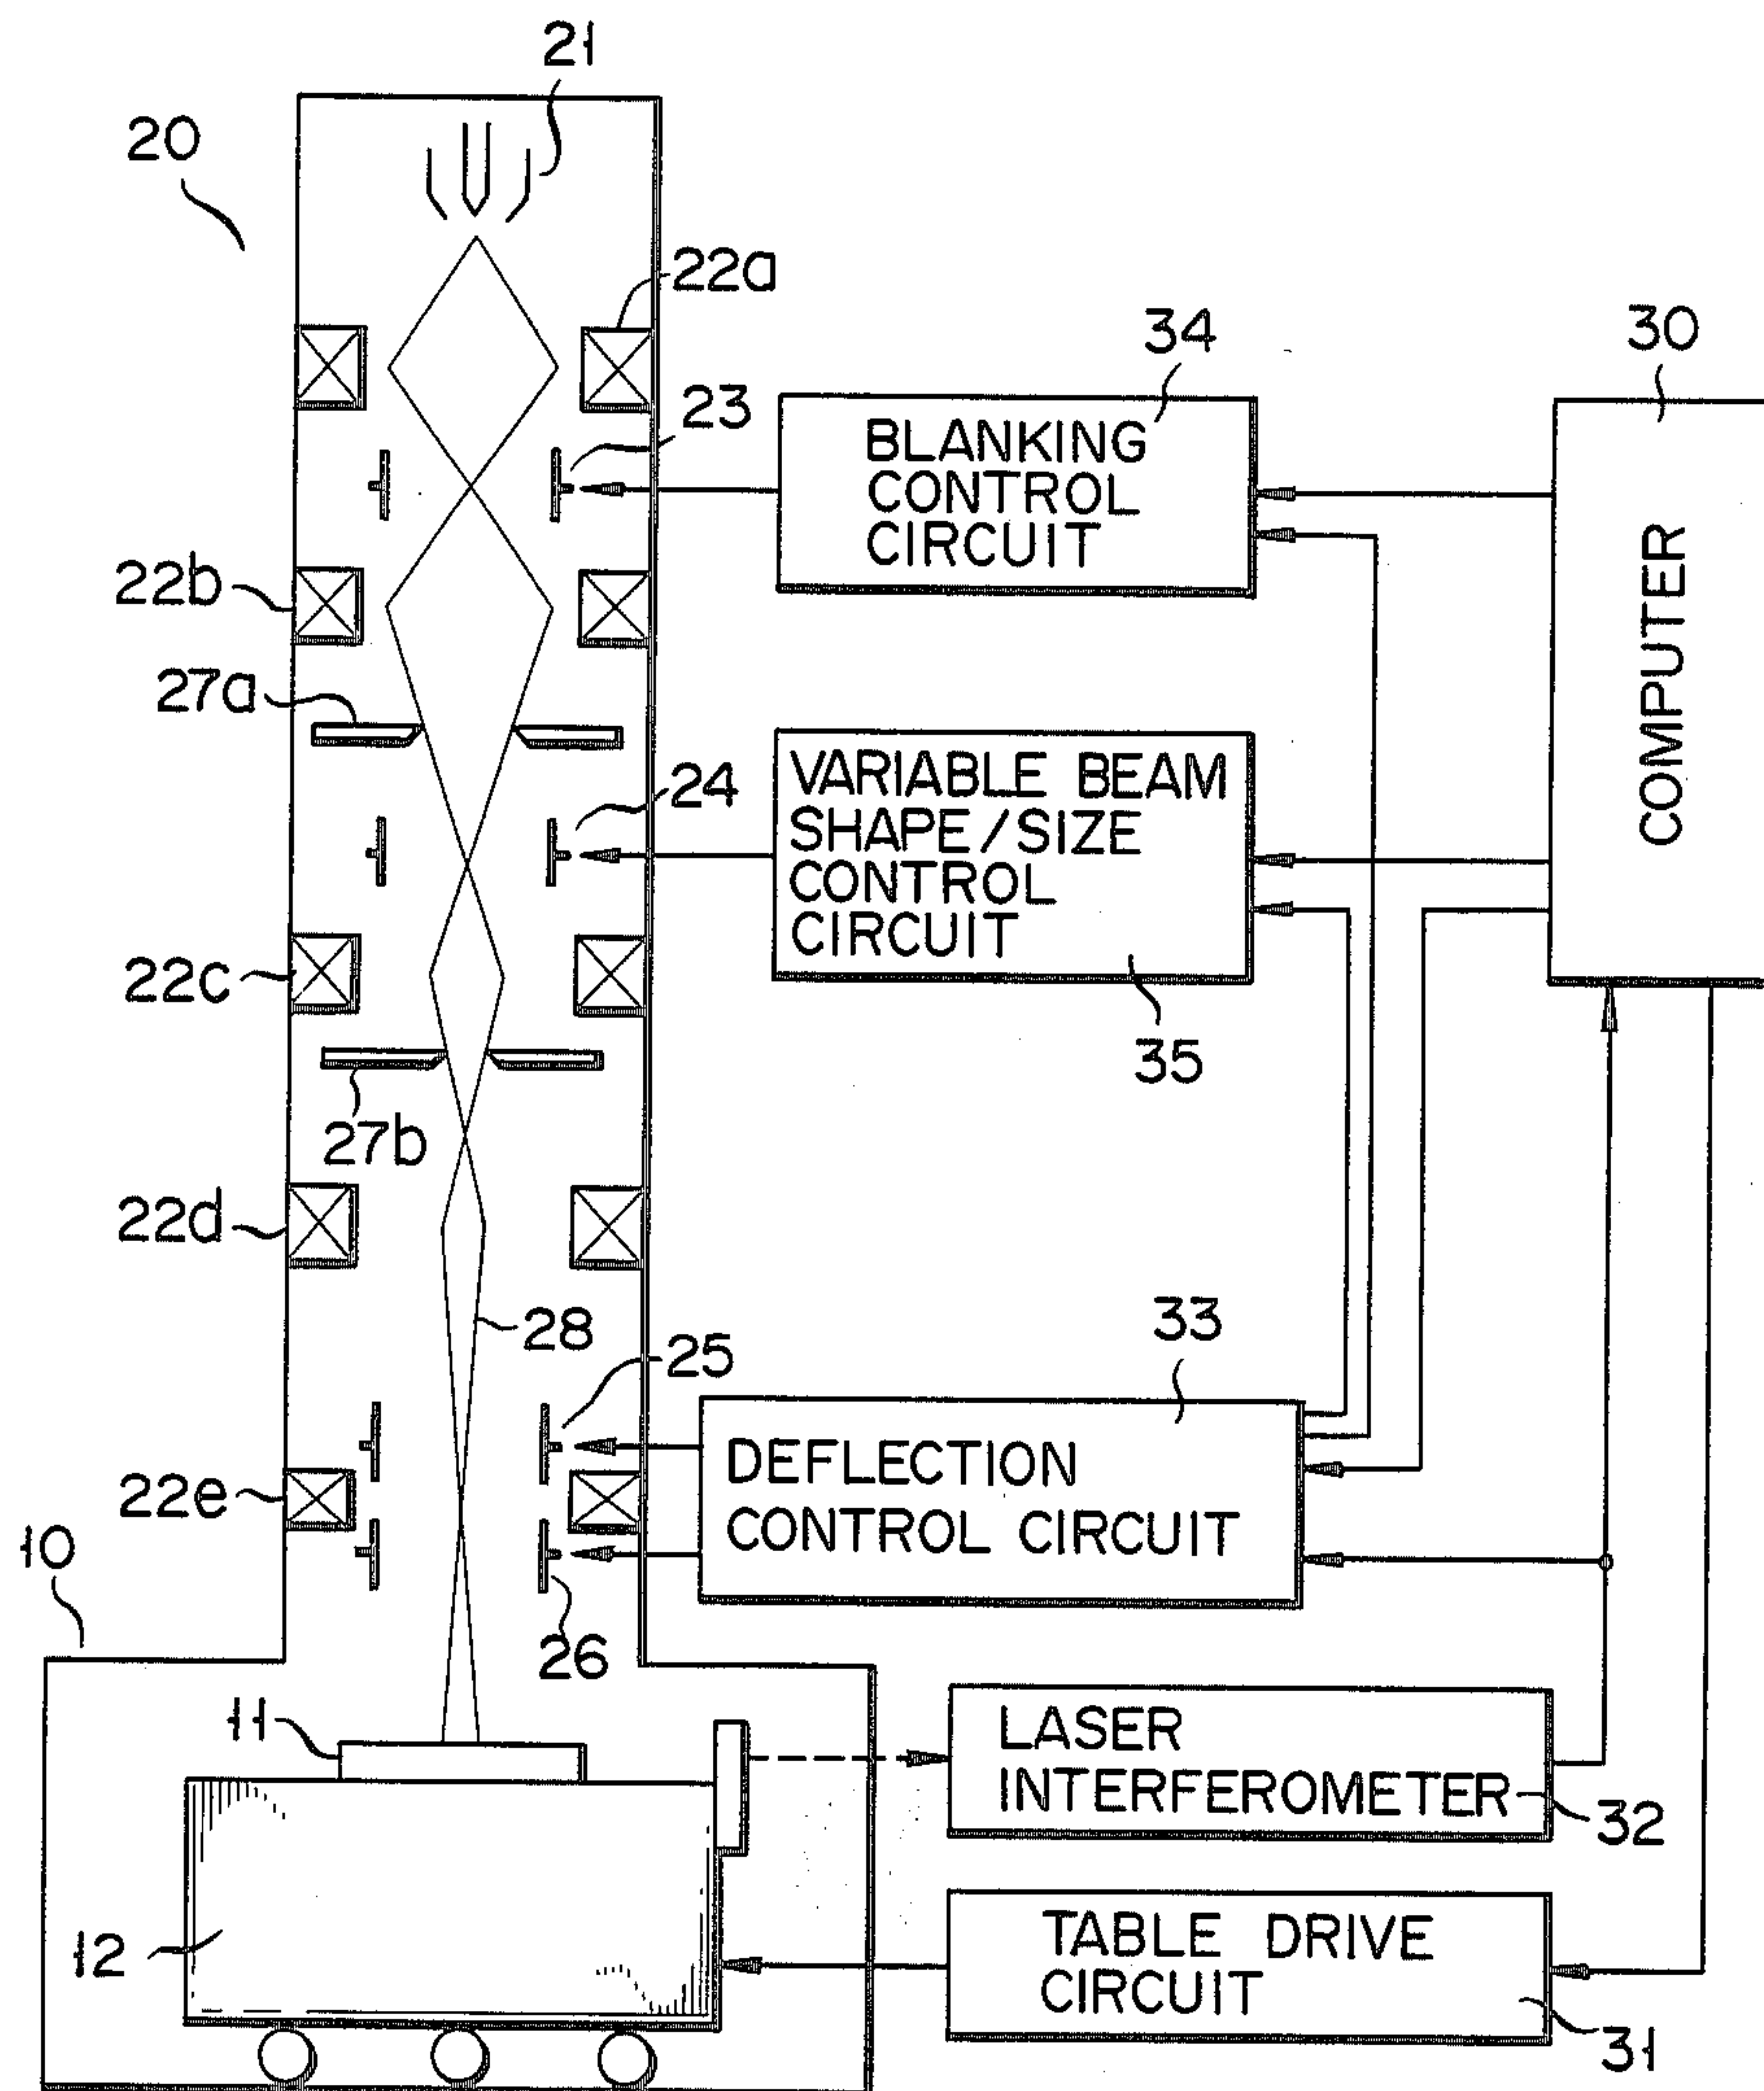 21
20
22a
34
30
23
BLANKING
CONTROL
CIRCUIT
22b
COMPUTER
27a
24
VARIABLE BEAM
SHAPE/SIZE
CONTROL
CIRCUIT
22c
35
27b
22d
28
33
25
DEFLECTION
CONTROL CIRCUIT
22e
10
26
11
LASER
INTERFEROMETER
32
12
TABLE DRIVE
CIRCUIT
31